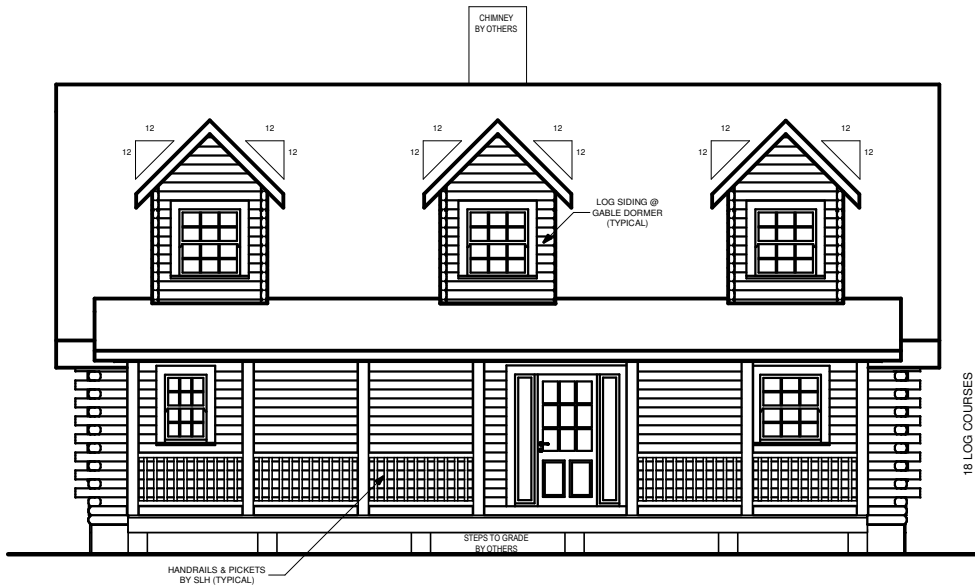 CHIMNEY
BY OTHERS
12
12
12
12
12
12
12
12
12
12
12
12
LOG SIDING @
GABLE DORMER
(TYPICAL)
18 LOG COURSES
STEPS TO GRADE
BY OTHERS
HANDRAILS & PICKETS
BY SLH (TYPICAL)